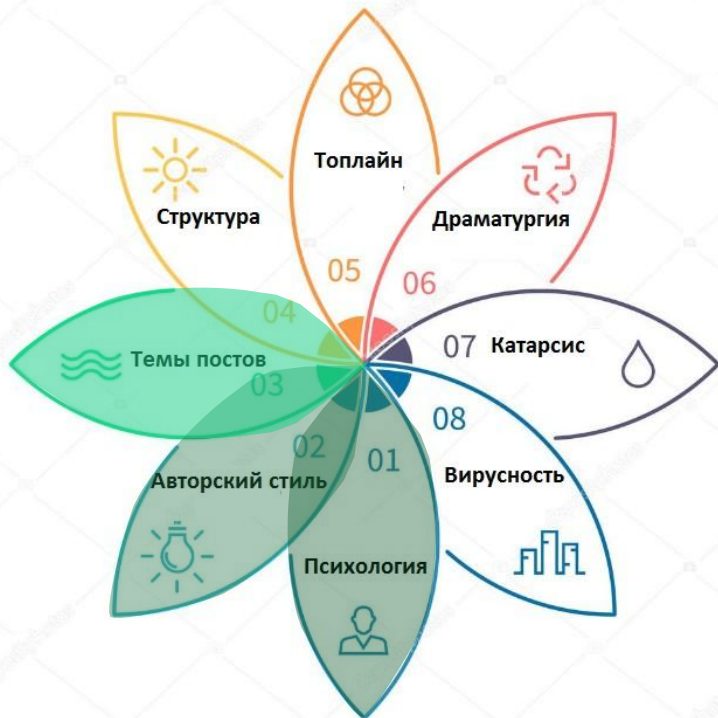 Топлайн
Структура
Драматургия
05
06
04
07 Катарсис
Темы постов
03
08
02
01
Авторский стиль
Вирусность
Психология